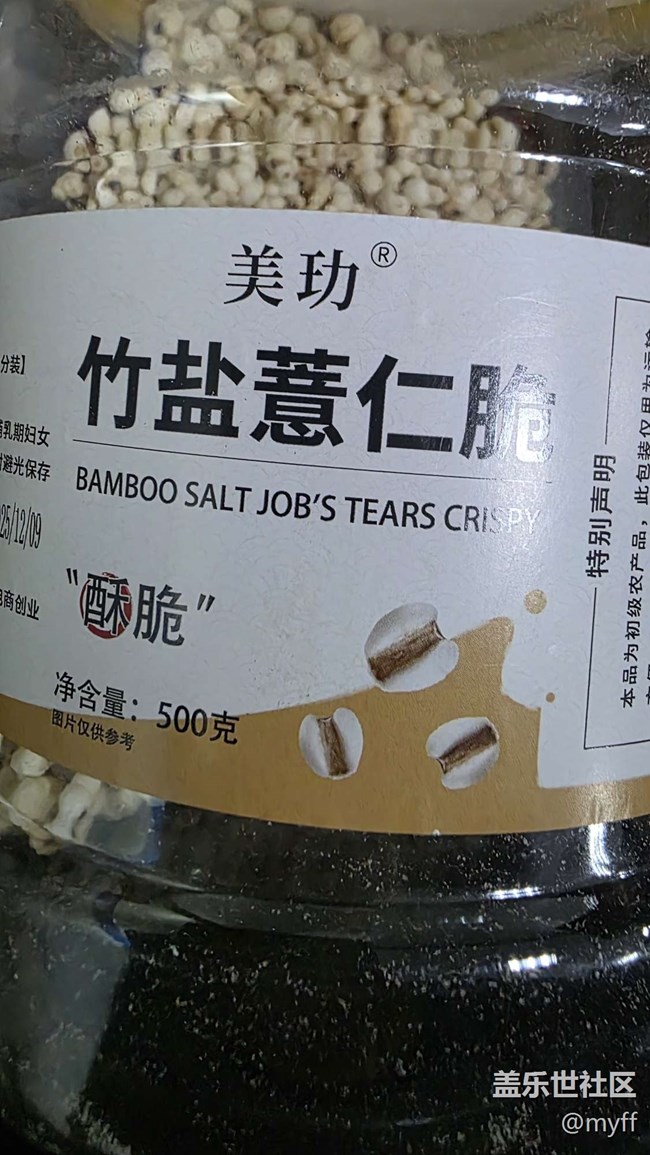 美玏®
竹盐薏仁脆
BAMBOO SALT JOB'S TEARS CRISPY
"酥脆"
净含量：500克
图片仅供参考
分装】
乳期妇女
避光保存
25/12/09
商创业
特别声明
本品为初级农产品，此包装仅用为运输
盖乐世社区
@myff